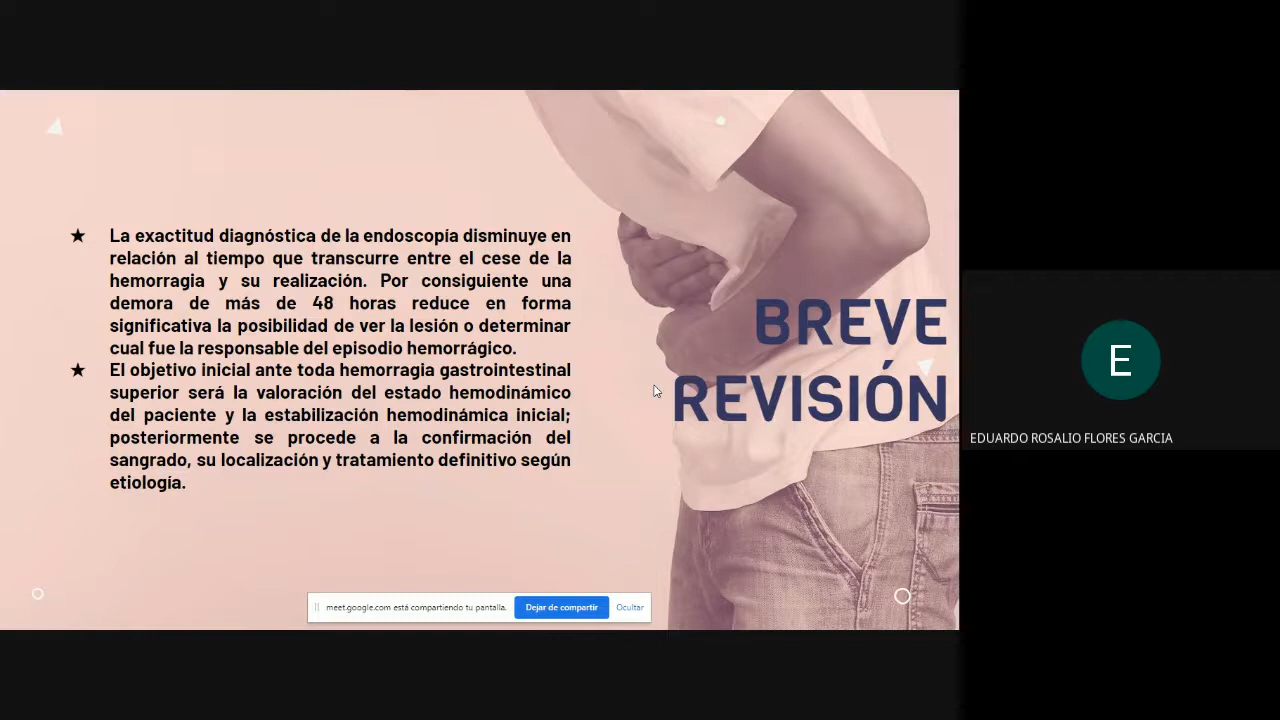 ★ La exactitud diagnóstica de la endoscopía disminuye en
relación al tiempo que transcurre entre el cese de la
hemorragia y su realización. Por consiguiente una
demora de más de 48 horas reduce en forma
significativa la posibilidad de ver la lesión o determinar
cual fue la responsable del episodio hemorrágico.
★ El objetivo inicial ante toda hemorragia gastrointestinal
superior será la valoración del estado hemodinámico
del paciente y la estabilización hemodinámica inicial;
posteriormente se procede a la confirmación del
sangrado, su localización y tratamiento definitivo según
etiología.
BREVE
REVISIÓN
meet.google.com está compartiendo tu pantalla.
Dejar de compartir
Ocultar
E
EDUARDO ROSALIO FLORES GARCIA